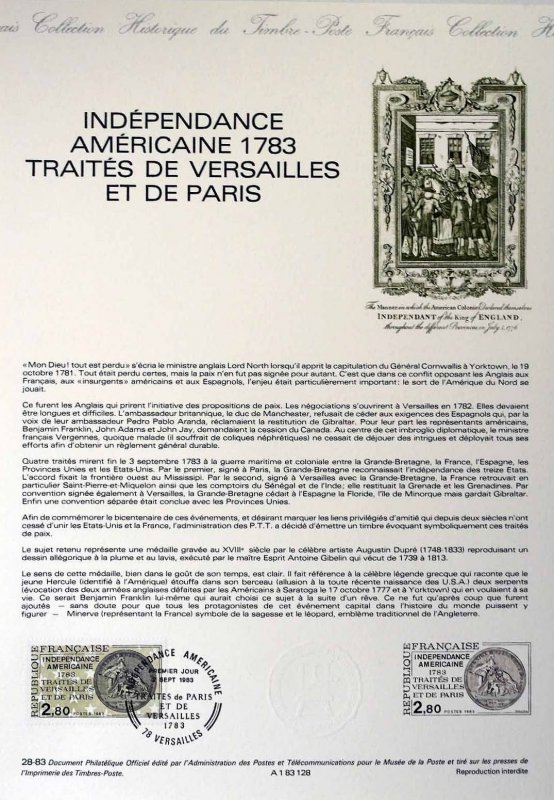 ais Collection Historique du Timbre-Poste Français Collection Hi
INDÉPENDANCE
AMÉRICAINE 1783
TRAITÉS DE VERSAILLES
ET DE PARIS
The Manner in which the American Colonies Declared themselves
INDEPENDANT of the King of ENGLAND,
throughout the different Provinces, on July 4, 1776
«Mon Dieu! tout est perdu» s'écria le ministre anglais Lord North lorsqu'il apprit la capitulation du Général Cornwallis à Yorktown, le 19
octobre 1781. Tout était perdu certes, mais la paix n'en fut pas signée pour autant. C'est que dans ce conflit opposant les Anglais aux
Français, aux «insurgents» américains et aux Espagnols, l'enjeu était particulièrement important: le sort de l'Amérique du Nord se
jouait.
Ce furent les Anglais qui prirent l'initiative des propositions de paix. Les négociations s'ouvrirent à Versailles en 1782. Elles devaient
être longues et difficiles. L'ambassadeur britannique, le duc de Manchester, refusait de céder aux exigences des Espagnols qui, par la
voix de leur ambassadeur Pedro Pablo Aranda, réclamaient la restitution de Gibraltar. Pour leur part les représentants américains,
Benjamin Franklin, John Adams et John Jay, demandaient la cession du Canada. Au centre de cet imbroglio diplomatique, le ministre
français Vergennes, quoique malade (il souffrait de coliques néphrétiques) ne cessait de déjouer des intrigues et déployait tous ses
efforts afin d'obtenir un règlement général durable.
Quatre traités mirent fin le 3 septembre 1783 à la guerre maritime et coloniale entre la Grande-Bretagne, la France, l'Espagne, les
Provinces Unies et les Etats-Unis. Par le premier, signé à Paris, la Grande-Bretagne reconnaissait l'indépendance des treize Etats.
L'accord fixait la frontière ouest au Mississipi. Par le second, signé à Versailles avec la Grande-Bretagne, la France retrouvait en
particulier Saint-Pierre-et-Miquelon ainsi que les comptoirs du Sénégal et de l'Inde; elle restituait la Grenade et les Grenadines. Par
convention signée également à Versailles, la Grande-Bretagne cédait à l'Espagne la Floride, l'île de Minorque mais gardait Gibraltar.
Enfin une convention séparée était conclue avec les Provinces Unies.
Afin de commémorer le bicentenaire de ces événements, et désirant marquer les liens privilégiés d'amitié qui depuis deux siècles n'ont
cessé d'unir les Etats-Unis et la France, l'administration des P.T.T. a décidé d'émettre un timbre évoquant symboliquement ces traités
de paix.
Le sujet retenu représente une médaille gravée au XVIIIe siècle par le célèbre artiste Augustin Dupré (1748-1833) reproduisant un
dessin allégorique à la plume et au lavis, exécuté par le maître Esprit Antoine Gibelin qui vécut de 1739 à 1813.
Le sens de cette médaille, bien dans le goût de son temps, est clair. Il fait référence à la célèbre légende grecque qui raconte que le
jeune Hercule (identifié à l'Amérique) étouffa dans son berceau (allusion à la toute récente naissance des U.S.A.) deux serpents
(évocation des deux armées anglaises défaites par les Américains à Saratoga le 17 octobre 1777 et à Yorktown) qui en voulaient à sa
vie. Ce serait Benjamin Franklin lui-même qui aurait choisi ce sujet à la suite d'un rêve. Ce ne fut qu'après coup que furent
ajoutés – sans doute pour que tous les protagonistes de cet événement capital dans l'histoire du monde puissent y
figurer – Minerve (représentant la France) symbole de la sagesse et le léopard, emblème traditionnel de l'Angleterre.
RÉPUBLIQUE FRANÇAISE
INDÉPENDANCE
AMÉRICAINE
1783
TRAITÉS DE
VERSAILLES
ET DE PARIS
2,80
POSTES 1983
INDÉPENDANCE AMÉRICAINE
PREMIER JOUR
2 SEPT 1983
TRAITÉS de PARIS
ET DE
VERSAILLES
1783
78 VERSAILLES
RÉPUBLIQUE FRANÇAISE
INDÉPENDANCE
AMÉRICAINE
1783
TRAITÉS DE
VERSAILLES
ET DE PARIS
2,80
POSTES 1983
28-83 Document Philatélique Officiel édité par l'Administration des Postes et Télécommunications pour le Musée de la Poste et tiré sur les presses de
l'Imprimerie des Timbres-Poste.
A 1 83 128
Reproduction interdite